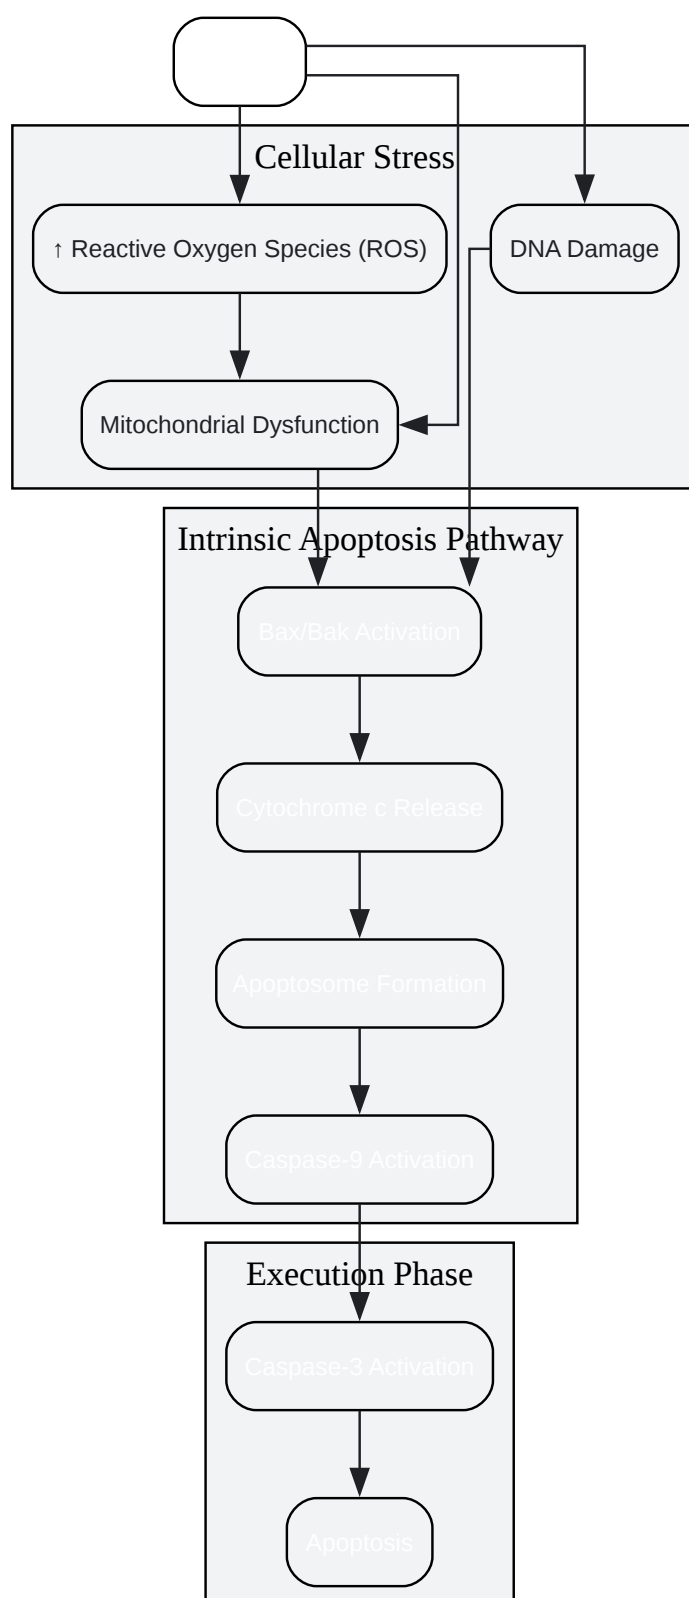 Cellular Stress
↑ Reactive Oxygen Species (ROS)
DNA Damage
Mitochondrial Dysfunction
Intrinsic Apoptosis Pathway
Bax/Bak Activation
Cytochrome c Release
Apoptosome Formation
Caspase-9 Activation
Execution Phase
Caspase-3 Activation
Apoptosis